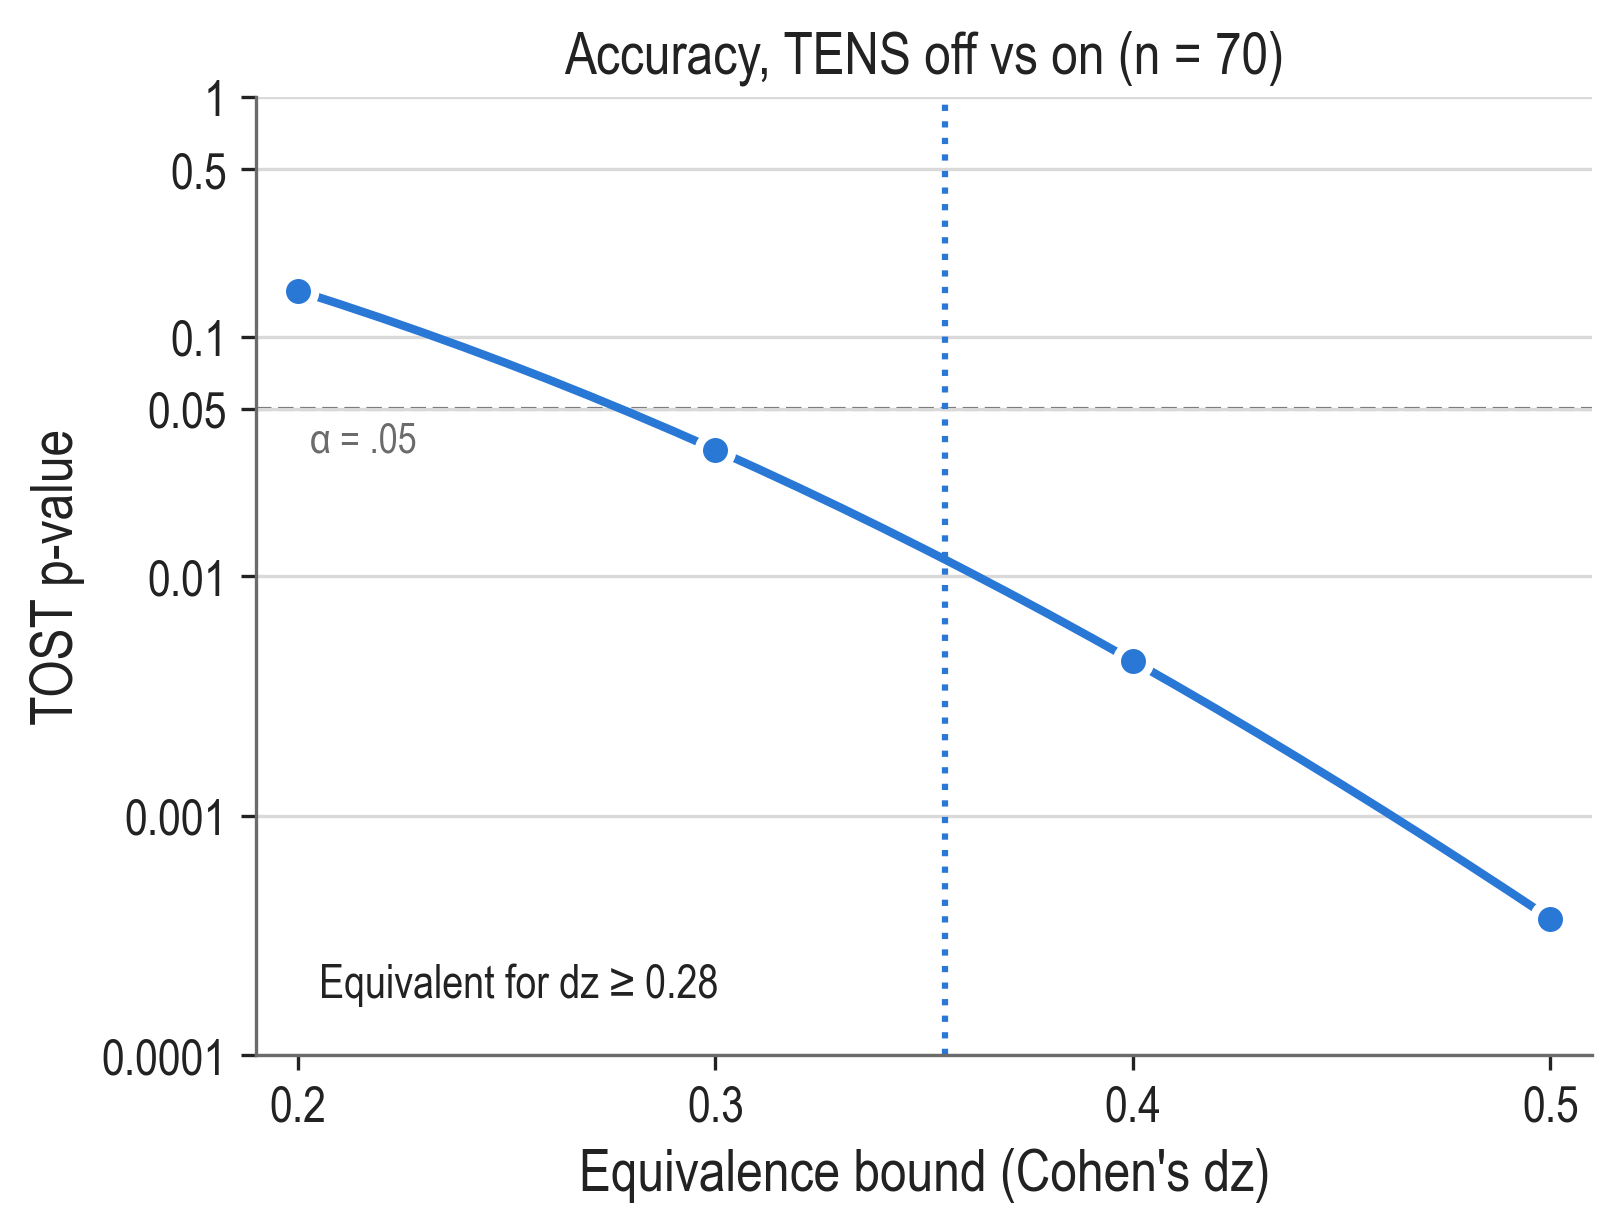 Accuracy, TENS off vs on (n = 70)
1
0.5
0.1
0.05
0.01
0.001
0.0001
TOST p-value
α = .05
Equivalent for dz ≥ 0.28
0.2 0.3 0.4 0.5
Equivalence bound (Cohen's dz)